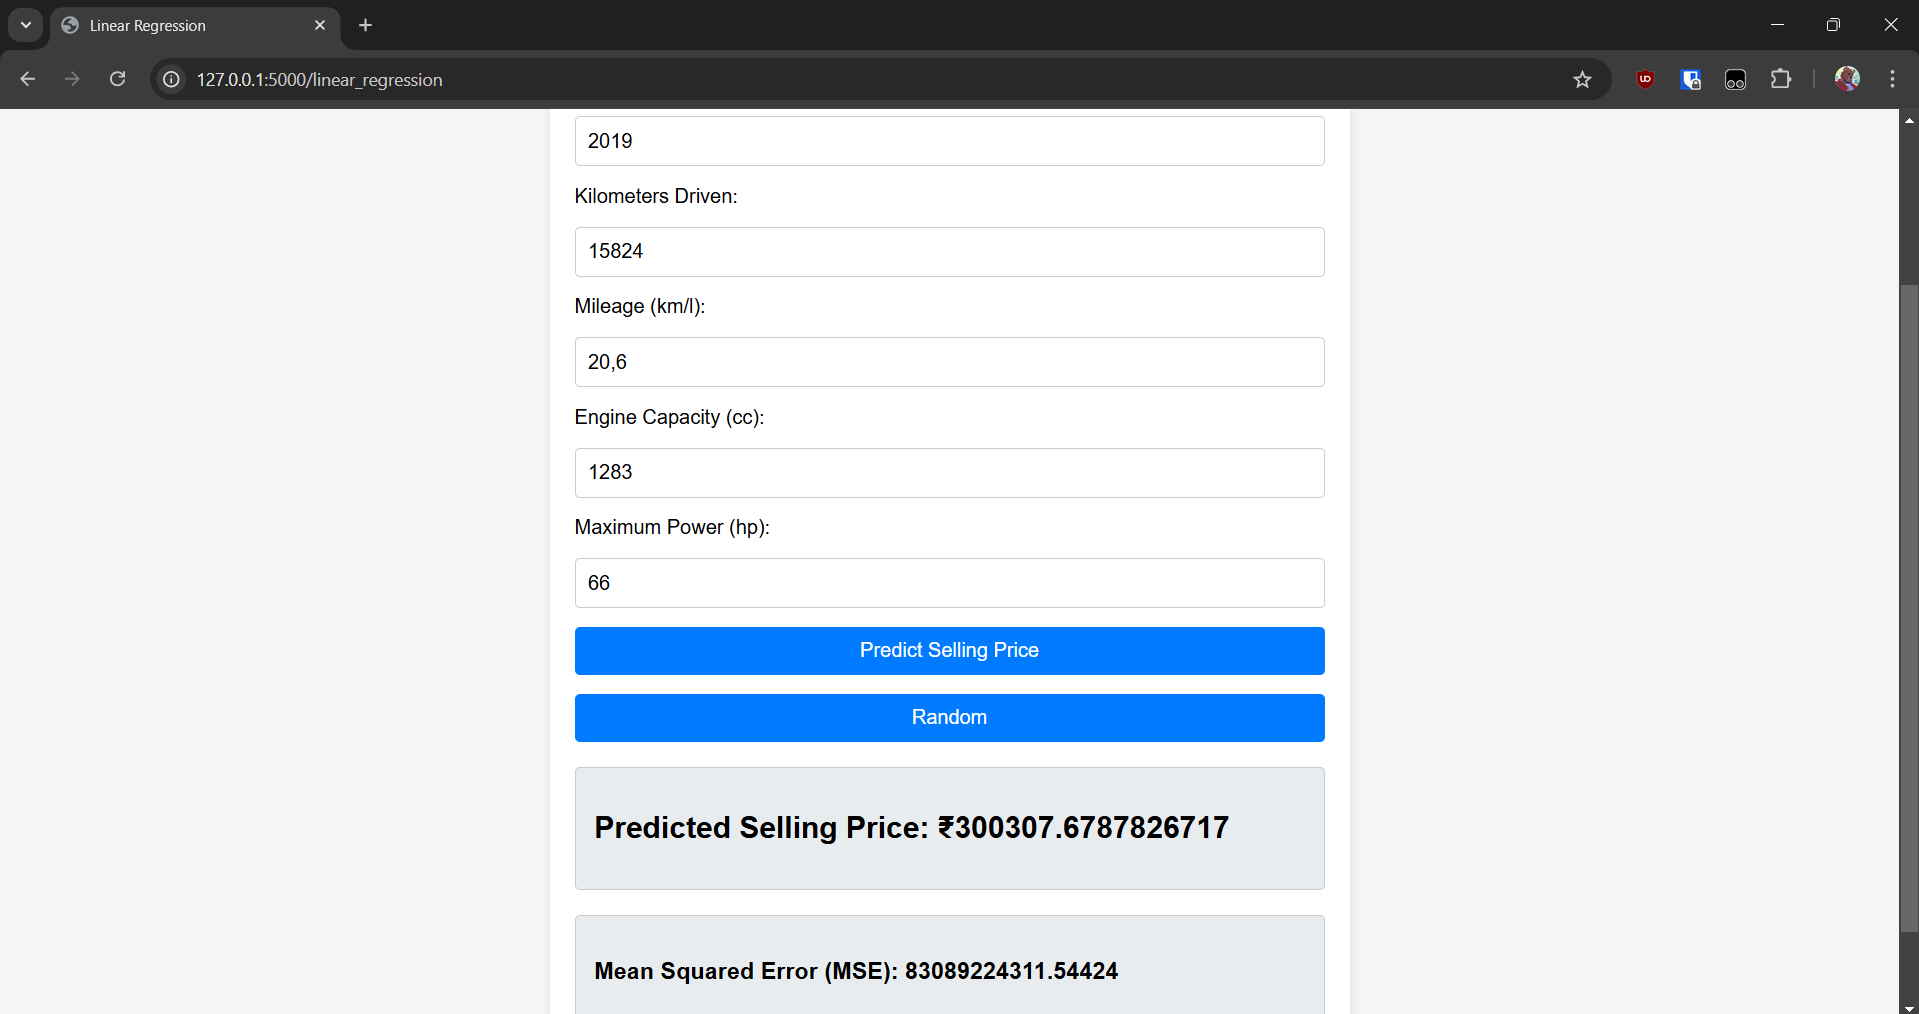 Linear Regression
127.0.0.1:5000/linear_regression
2019
Kilometers Driven:
15824
Mileage (km/l):
20,6
Engine Capacity (cc):
1283
Maximum Power (hp):
66
Predict Selling Price
Random
Predicted Selling Price: ₹300307.6787826717
Mean Squared Error (MSE): 83089224311.54424